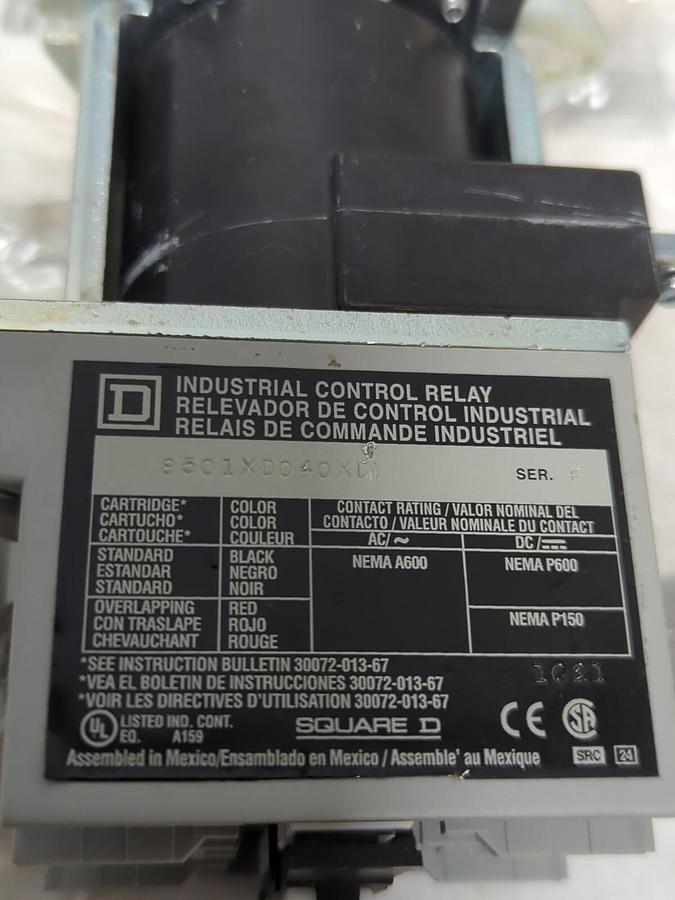 D INDUSTRIAL CONTROL RELAY
RELEVADOR DE CONTROL INDUSTRIAL
RELAIS DE COMMANDE INDUSTRIEL
SER. F
CARTRIDGE* COLOR CONTACT RATING / VALOR NOMINAL DEL
CARTUCHO* COLOR CONTACTO / VALEUR NOMINALE DU CONTACT
CARTOUCHE* COULEUR AC/~ DC/⎓
STANDARD BLACK NEMA A600 NEMA P600
ESTANDAR NEGRO
STANDARD NOIR
OVERLAPPING RED
CON TRASLAPE ROJO NEMA P150
CHEVAUCHANT ROUGE
*SEE INSTRUCTION BULLETIN 30072-013-67
*VEA EL BOLETIN DE INSTRUCCIONES 30072-013-67
*VOIR LES DIRECTIVES D'UTILISATION 30072-013-67
UL LISTED IND. CONT.
EQ. A159
SQUARE D
CE SA
Assembled in Mexico/Ensamblado en Mexico / Assemble' au Mexique
SRC 24